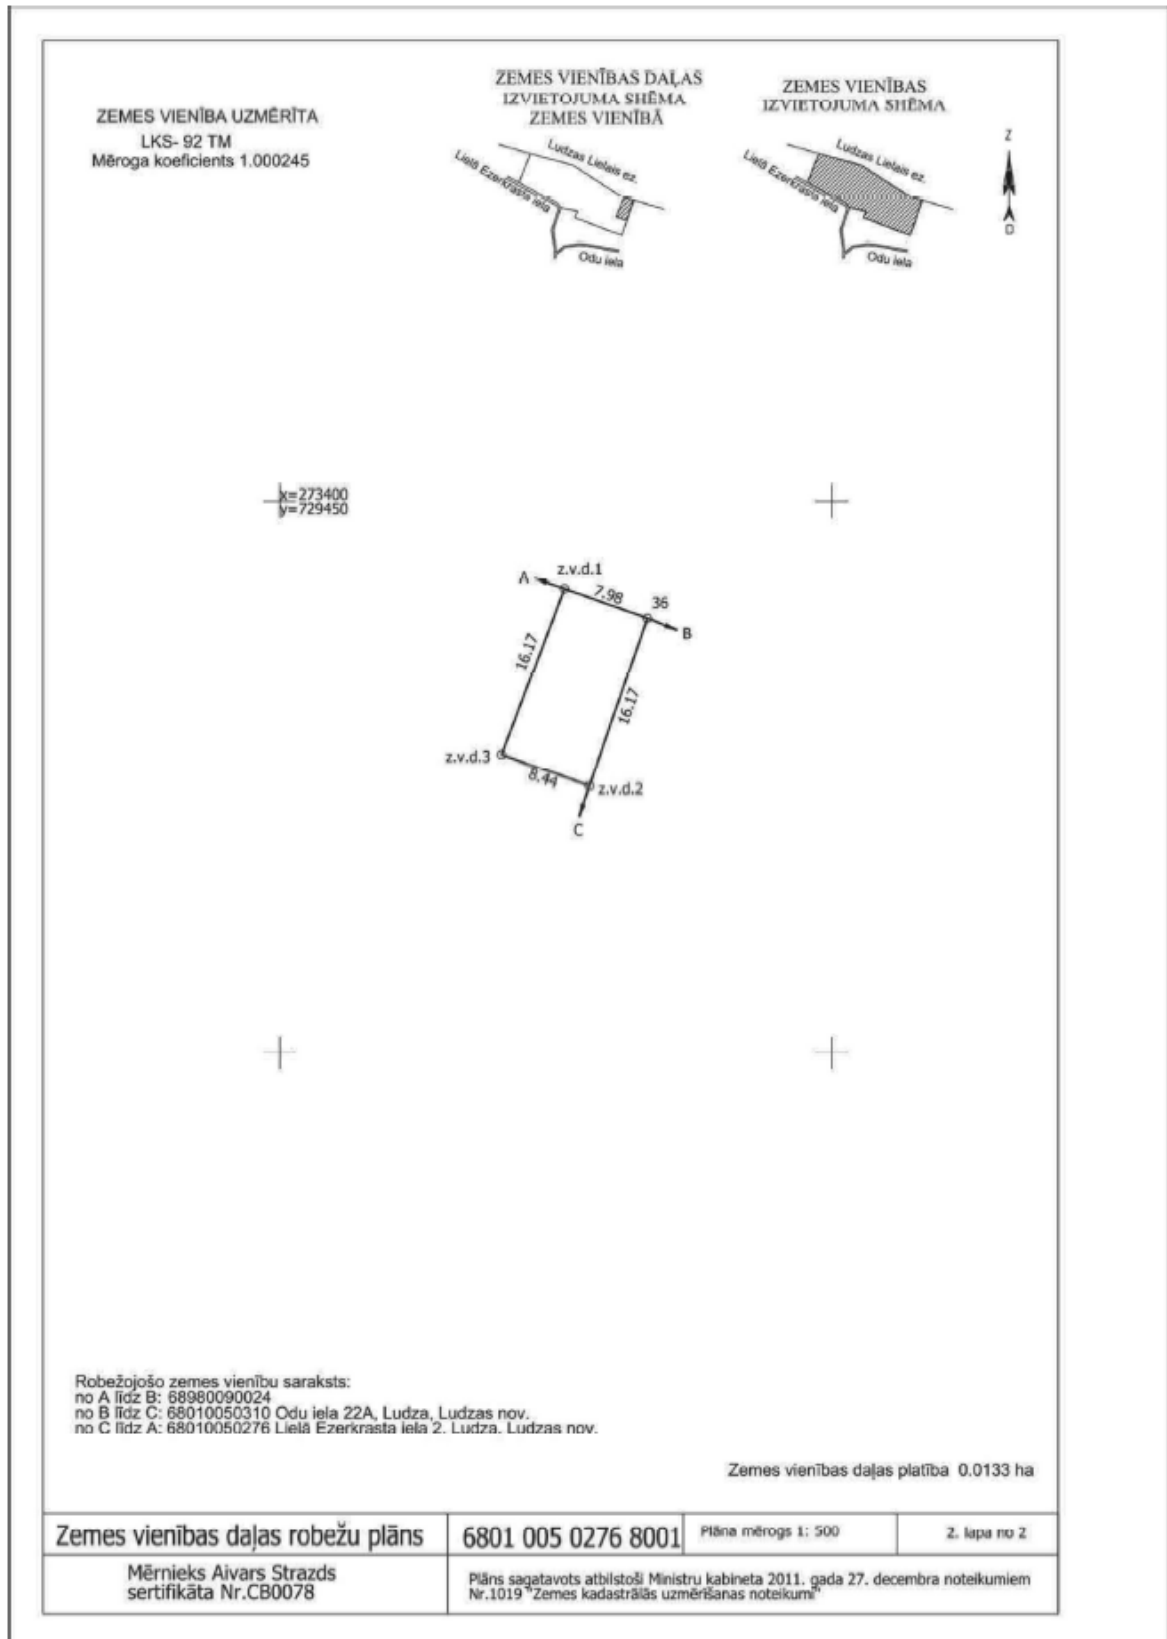 ZEMES VIENĪBA UZMĒRĪTA
LKS- 92 TM
Mēroga koeficients 1.000245
ZEMES VIENĪBAS DAĻAS
IZVIETOJUMA SHĒMA
ZEMES VIENĪBĀ
Ludzas Lielais ez.
Lielā Ezerkrasta iela
Odu iela
ZEMES VIENĪBAS
IZVIETOJUMA SHĒMA
Ludzas Lielais ez.
Lielā Ezerkrasta iela
Odu iela
Z
D
x=273400
y=729450
A
z.v.d.1
7.98
36
B
16.17
16.17
z.v.d.3
8.44
z.v.d.2
C
Robežojošo zemes vienību saraksts:
no A līdz B: 68980090024
no B līdz C: 68010050310 Odu iela 22A, Ludza, Ludzas nov.
no C līdz A: 68010050276 Lielā Ezerkrasta iela 2, Ludza, Ludzas nov.
Zemes vienības daļas platība 0.0133 ha
Zemes vienības daļas robežu plāns
6801 005 0276 8001
Plāna mērogs 1: 500
2. lapa no 2
Mērnieks Aivars Strazds
sertifikāta Nr.CB0078
Plāns sagatavots atbilstoši Ministru kabineta 2011. gada 27. decembra noteikumiem
Nr.1019 "Zemes kadastrālās uzmērīšanas noteikumi"